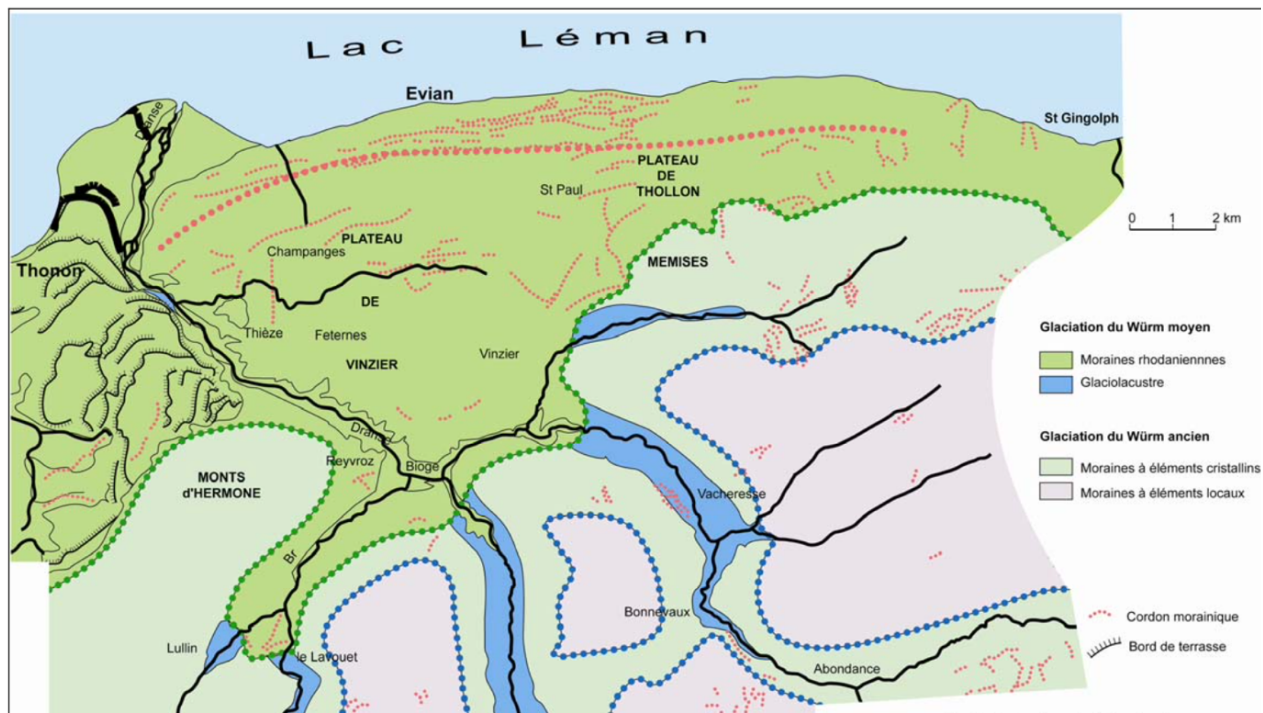 Lac Léman
Evian
Dranse
St Gingolph
PLATEAU
DE
THOLLON
St Paul
0 1 2 km
PLATEAU
Champanges
Thonon
MEMISES
DE
Thièze
Feternes
VINZIER
Vinzier
Glaciation du Würm moyen
Moraines rhodaniennnes
Glaciolacustre
Dranse
Reyvroz
Bioge
Glaciation du Würm ancien
Moraines à éléments cristallins
Moraines à éléments locaux
MONTS
d'HERMONE
Vacheresse
Br
Bonnevaux
Cordon morainique
Bord de terrasse
Lullin
le Lavouet
Abondance